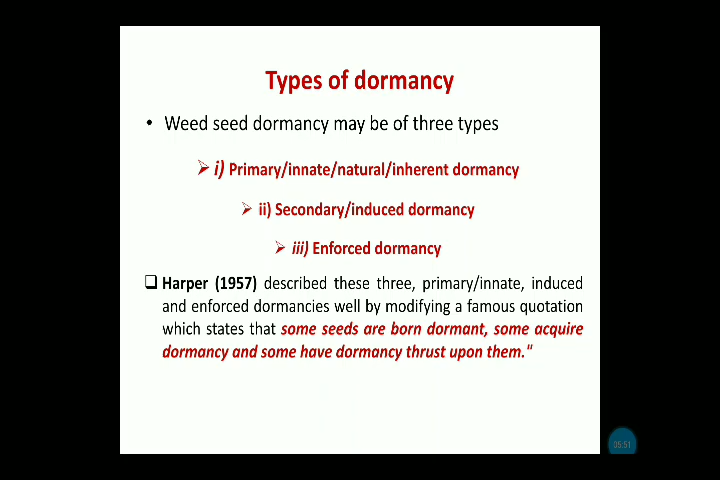 Types of dormancy
• Weed seed dormancy may be of three types
➢ i) Primary/innate/natural/inherent dormancy
➢ ii) Secondary/induced dormancy
➢ iii) Enforced dormancy
❑ Harper (1957) described these three, primary/innate, induced
and enforced dormancies well by modifying a famous quotation
which states that some seeds are born dormant, some acquire
dormancy and some have dormancy thrust upon them."
05:51